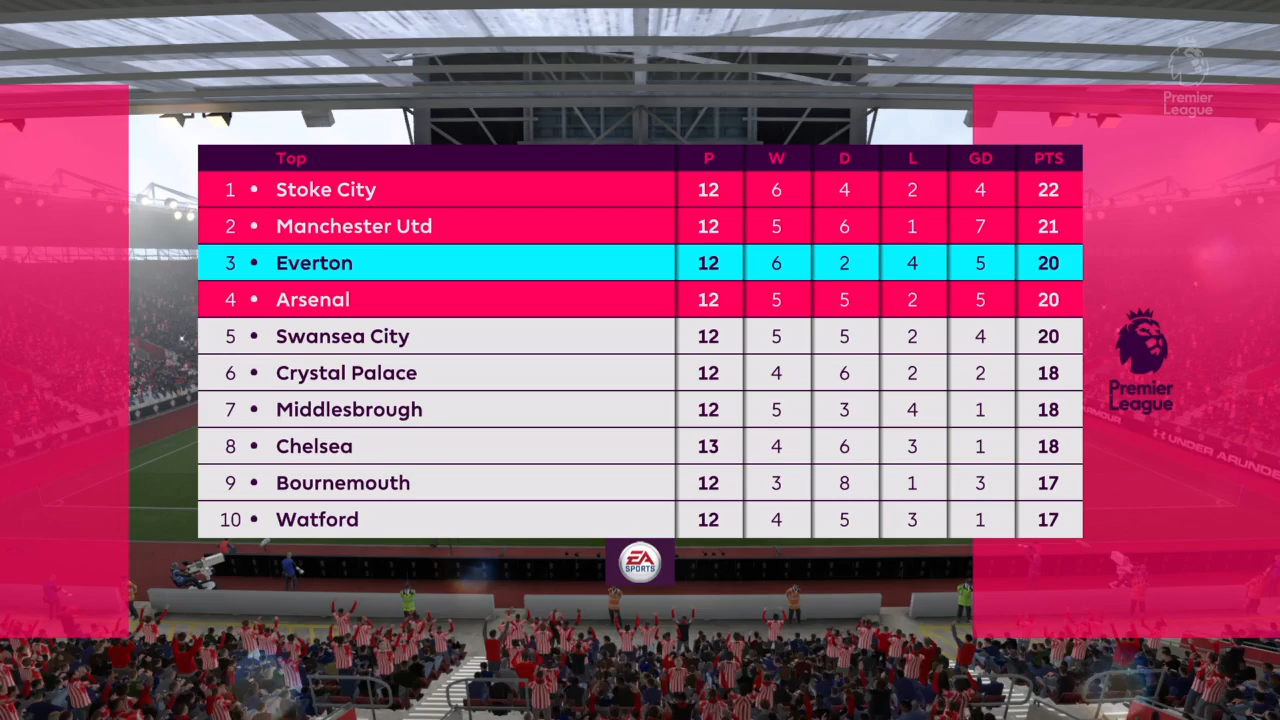 Premier
League
Top P W D L GD PTS
1 • Stoke City 12 6 4 2 4 22
2 • Manchester Utd 12 5 6 1 7 21
3 • Everton 12 6 2 4 5 20
4 • Arsenal 12 5 5 2 5 20
5 • Swansea City 12 5 5 2 4 20
6 • Crystal Palace 12 4 6 2 2 18
7 • Middlesbrough 12 5 3 4 1 18
8 • Chelsea 13 4 6 3 1 18
9 • Bournemouth 12 3 8 1 3 17
10 • Watford 12 4 5 3 1 17
Premier
League
ARMOUR
UNDER ARUNDE
EA
SPORTS